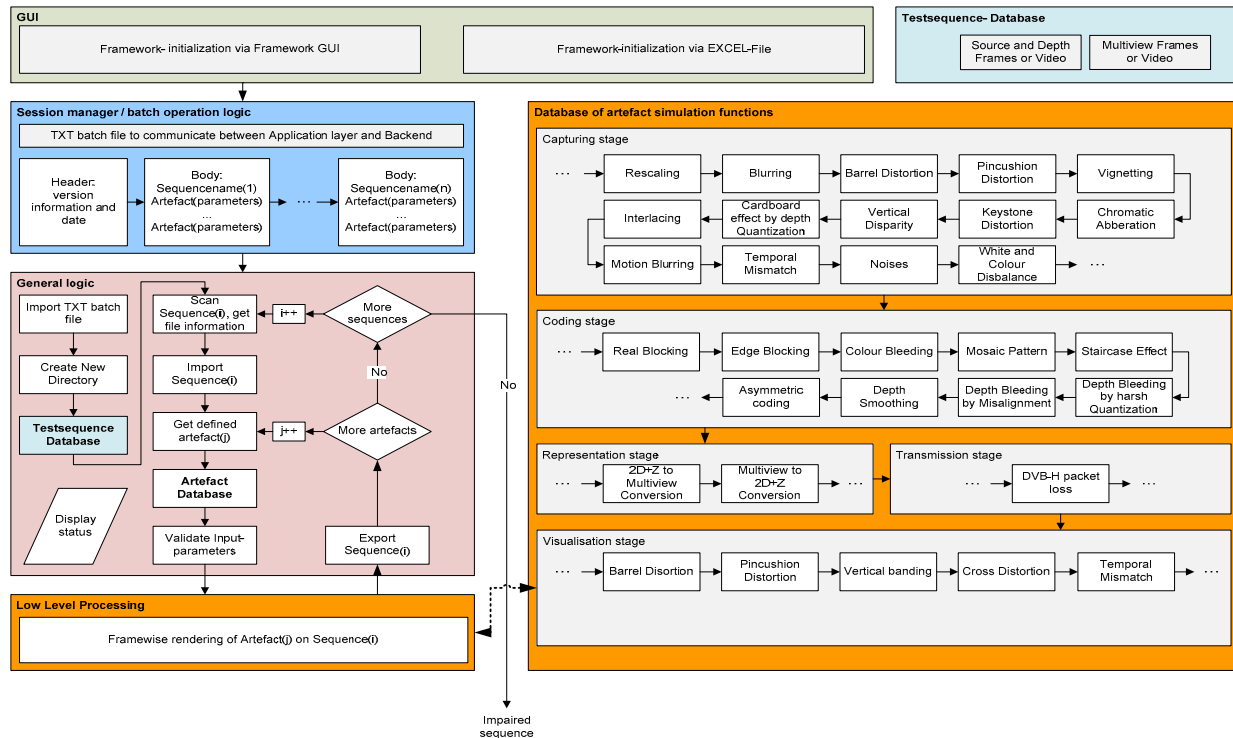 GUI
Framework- initialization via Framework GUI
Framework-initialization via EXCEL-File
Testsequence- Database
Source and Depth
Frames or Video
Multiview Frames
or Video
Session manager / batch operation logic
TXT batch file to communicate between Application layer and Backend
Header:
version
information and
date
Body:
Sequencename(1)
Artefact(parameters)
...
Artefact(parameters)
...
Body:
Sequencename(n)
Artefact(parameters)
...
Artefact(parameters)
General logic
Import TXT batch
file
Create New
Directory
Testsequence
Database
Display
status
Scan
Sequence(i), get
file information
Import
Sequence(i)
Get defined
artefact(j)
Artefact
Database
Validate Input-
parameters
i++
More
sequences
No
j++
More artefacts
Export
Sequence(i)
No
Low Level Processing
Framewise rendering of Artefact(j) on Sequence(i)
Impaired
sequence
Database of artefact simulation functions
Capturing stage
...
Rescaling
Blurring
Barrel Distortion
Pincushion
Distortion
Vignetting
Interlacing
Cardboard
effect by depth
Quantization
Vertical
Disparity
Keystone
Distortion
Chromatic
Abberation
Motion Blurring
Temporal
Mismatch
Noises
White and
Colour
Disbalance
...
Coding stage
...
Real Blocking
Edge Blocking
Colour Bleeding
Mosaic Pattern
Staircase Effect
...
Asymmetric
coding
Depth
Smoothing
Depth Bleeding
by Misalignment
Depth Bleeding
by harsh
Quantization
Representation stage
...
2D+Z to
Multiview
Conversion
Multiview to
2D+Z
Conversion
...
Transmission stage
...
DVB-H packet
loss
...
Visualisation stage
...
Barrel Disortion
Pincushion
Distortion
Vertical banding
Cross Distortion
Temporal
Mismatch
...